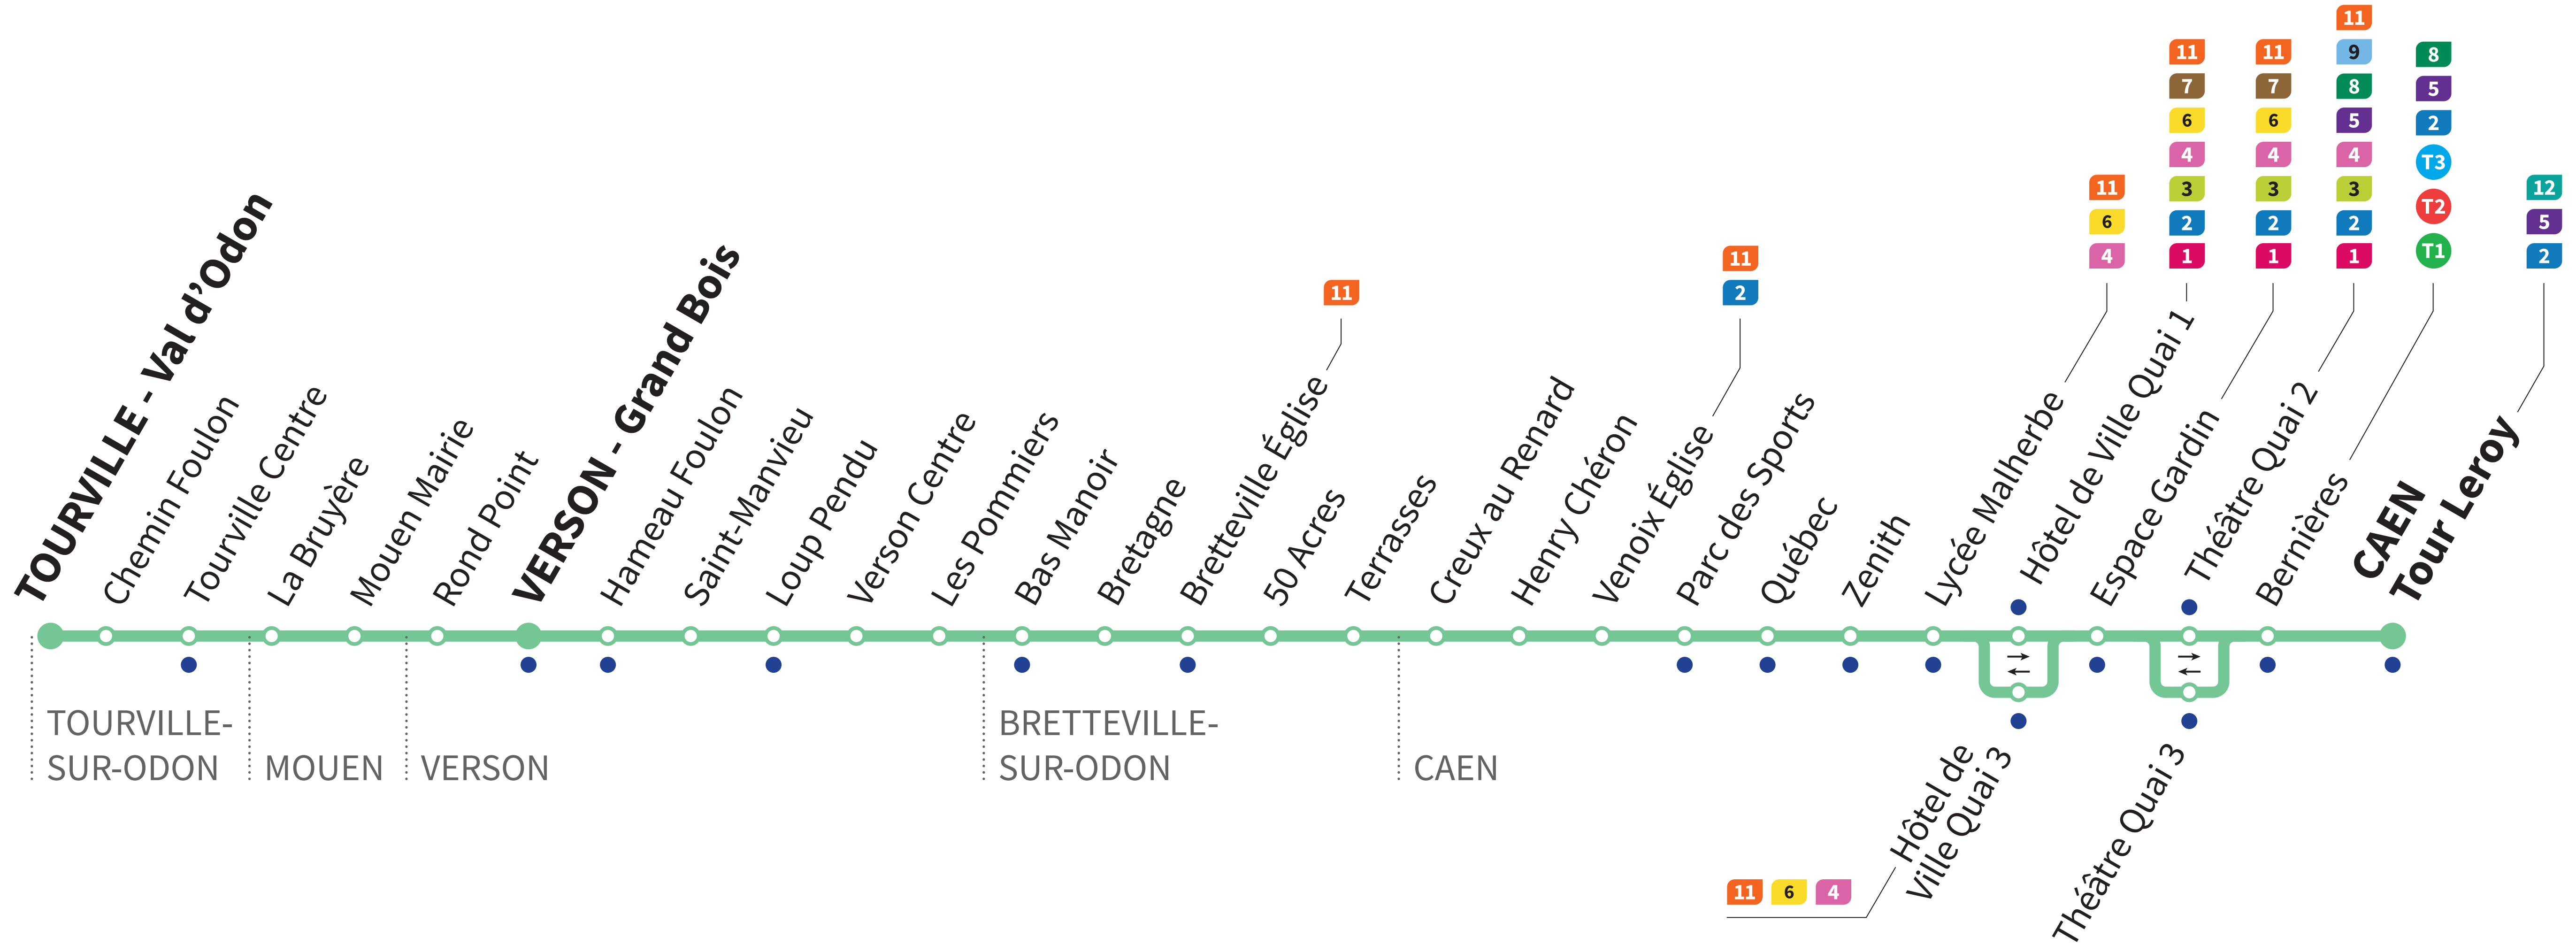 TOURVILLE - Val d'Odon
Chemin Foulon
Tourville Centre
La Bruyère
Mouen Mairie
Rond Point
VERSON - Grand Bois
Hameau Foulon
Saint-Manvieu
Loup Pendu
Verson Centre
Les Pommiers
Bas Manoir
Bretagne
Bretteville Église
11
50 Acres
Terrasses
Creux au Renard
Henry Chéron
Venoix Église
11
2
Parc des Sports
Québec
Zenith
Lycée Malherbe
11
6
4
Hôtel de Ville Quai 1
11
7
6
4
3
2
1
Espace Gardin
11
7
6
4
3
2
1
Théâtre Quai 2
11
9
8
5
4
3
2
1
Bernières
8
5
2
T3
T2
T1
CAEN
Tour Leroy
12
5
2
TOURVILLE-
SUR-ODON
MOUEN
VERSON
BRETTEVILLE-
SUR-ODON
CAEN
Hôtel de
Ville Quai 3
11 6 4
Théâtre Quai 3